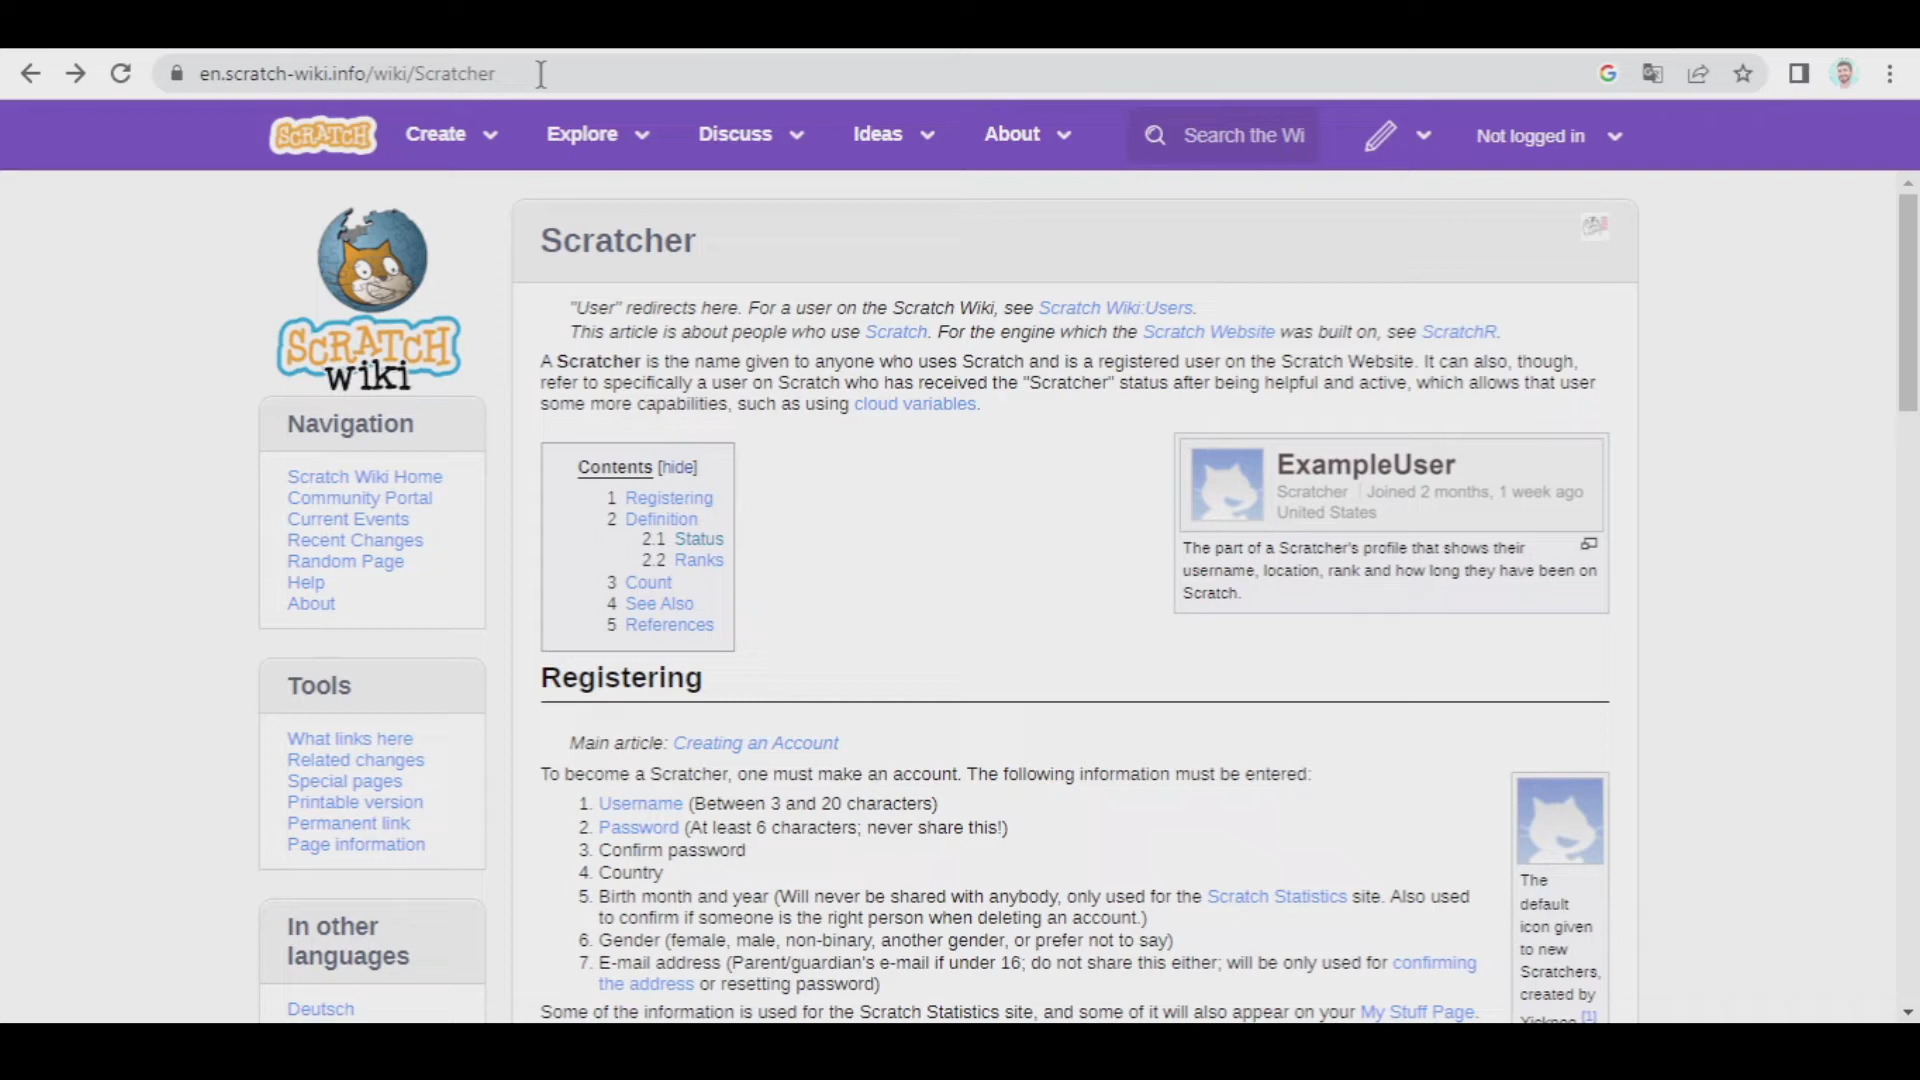 en.scratch-wiki.info/wiki/Scratcher
SCRATCH
Create
Explore
Discuss
Ideas
About
Search the Wi
Not logged in
SCRATCH
wiki
Navigation
Scratch Wiki Home
Community Portal
Current Events
Recent Changes
Random Page
Help
About
Tools
What links here
Related changes
Special pages
Printable version
Permanent link
Page information
In other
languages
Deutsch
Scratcher
"User" redirects here. For a user on the Scratch Wiki, see Scratch Wiki:Users.
This article is about people who use Scratch. For the engine which the Scratch Website was built on, see ScratchR.
A Scratcher is the name given to anyone who uses Scratch and is a registered user on the Scratch Website. It can also, though,
refer to specifically a user on Scratch who has received the "Scratcher" status after being helpful and active, which allows that user
some more capabilities, such as using cloud variables.
Contents [hide]
1 Registering
2 Definition
2.1 Status
2.2 Ranks
3 Count
4 See Also
5 References
ExampleUser
Scratcher | Joined 2 months, 1 week ago
United States
The part of a Scratcher's profile that shows their
username, location, rank and how long they have been on
Scratch.
Registering
Main article: Creating an Account
To become a Scratcher, one must make an account. The following information must be entered:
1. Username (Between 3 and 20 characters)
2. Password (At least 6 characters; never share this!)
3. Confirm password
4. Country
5. Birth month and year (Will never be shared with anybody, only used for the Scratch Statistics site. Also used
to confirm if someone is the right person when deleting an account.)
6. Gender (female, male, non-binary, another gender, or prefer not to say)
7. E-mail address (Parent/guardian's e-mail if under 16; do not share this either; will be only used for confirming
the address or resetting password)
Some of the information is used for the Scratch Statistics site, and some of it will also appear on your My Stuff Page.
The
default
icon given
to new
Scratchers,
created by
[1]